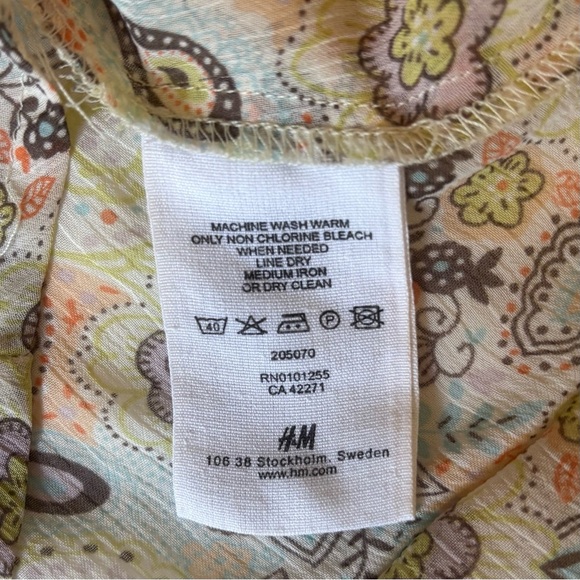 MACHINE WASH WARM
ONLY NON CHLORINE BLEACH
WHEN NEEDED
LINE DRY
MEDIUM IRON
OR DRY CLEAN
40 P
205070
RN0101255
CA 42271
H&M
106 38 Stockholm. Sweden
www.hm.com